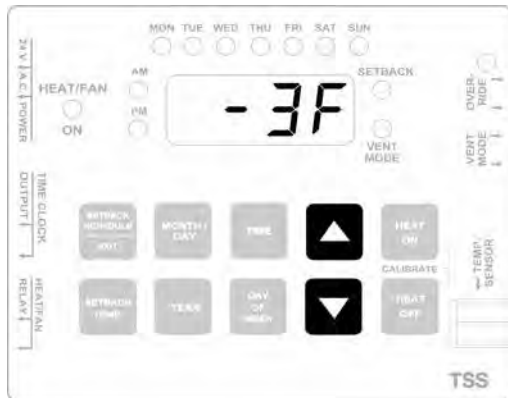 MON TUE WED THU FRI SAT SUN
24 V. A.C. POWER
HEAT/FAN
ON
AM
PM
-3F
SETBACK
VENT
MODE
OVER-
RIDE
VENT
MODE
TIME CLOCK
OUTPUT
SETBACK
SCHEDULE
MONTH /
DAY
TIME
HEAT
ON
CALIBRATE
HEAT
OFF
SETBACK
TEMP.
YEAR
DAY
OF
WEEK
HEAT/FAN
RELAY
TEMP.
SENSOR
TSS